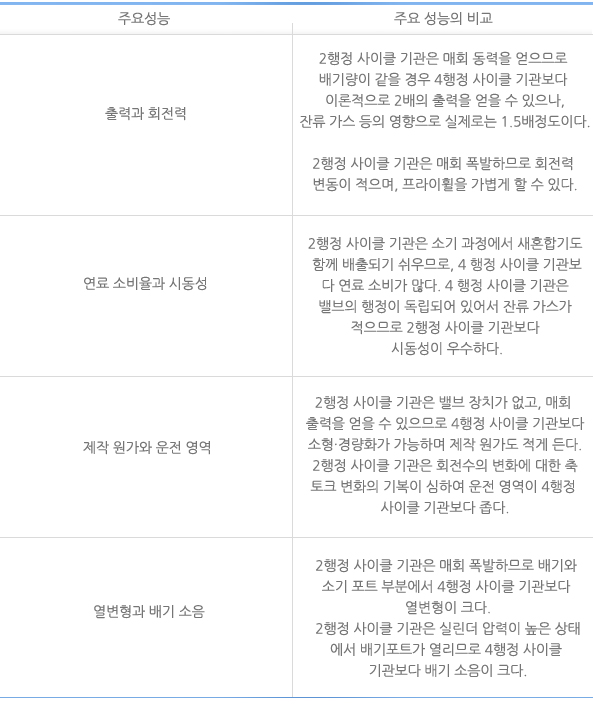 주요성능
주요 성능의 비교
출력과 회전력
2행정 사이클 기관은 매회 동력을 얻으므로
배기량이 같을 경우 4행정 사이클 기관보다
이론적으로 2배의 출력을 얻을 수 있으나,
잔류 가스 등의 영향으로 실제로는 1.5배정도이다.
2행정 사이클 기관은 매회 폭발하므로 회전력
변동이 적으며, 프라이휠을 가볍게 할 수 있다.
연료 소비율과 시동성
2행정 사이클 기관은 소기 과정에서 새혼합기도
함께 배출되기 쉬우므로, 4 행정 사이클 기관보
다 연료 소비가 많다. 4 행정 사이클 기관은
밸브의 행정이 독립되어 있어서 잔류 가스가
적으므로 2행정 사이클 기관보다
시동성이 우수하다.
제작 원가와 운전 영역
2행정 사이클 기관은 밸브 장치가 없고, 매회
출력을 얻을 수 있으므로 4행정 사이클 기관보다
소형·경량화가 가능하며 제작 원가도 적게 든다.
2행정 사이클 기관은 회전수의 변화에 대한 축
토크 변화의 기복이 심하여 운전 영역이 4행정
사이클 기관보다 좁다.
열변형과 배기 소음
2행정 사이클 기관은 매회 폭발하므로 배기와
소기 포트 부분에서 4행정 사이클 기관보다
열변형이 크다.
2행정 사이클 기관은 실린더 압력이 높은 상태
에서 배기포트가 열리므로 4행정 사이클
기관보다 배기 소음이 크다.